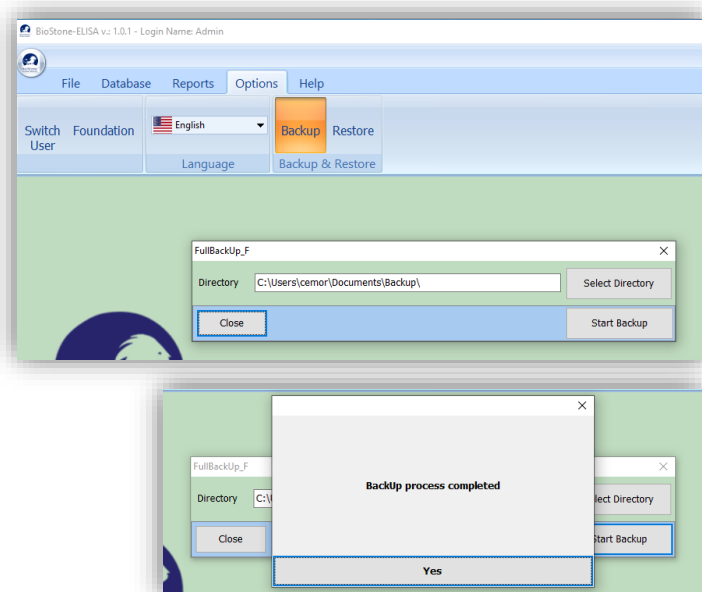 BioStone-ELISA v.: 1.0.1 - Login Name: Admin
File Database Reports Options Help
Switch User Foundation English Backup Restore
Language Backup & Restore
FullBackUp_F
Directory C:\Users\cemor\Documents\Backup\ Select Directory
Close Start Backup
FullBackUp_F
BackUp process completed
Directory C:\ lect Directory
Close Start Backup
Yes